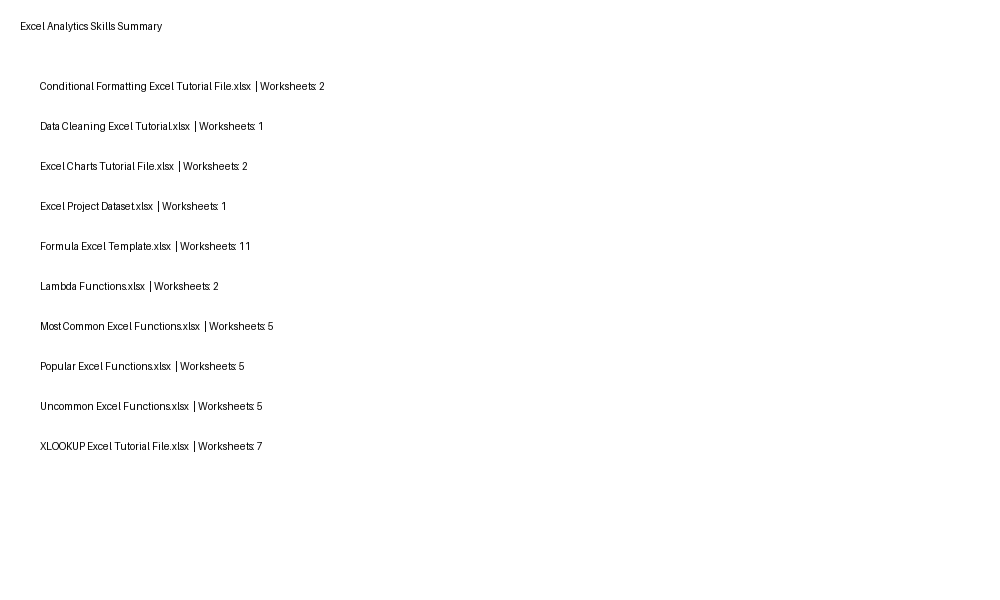 Excel Analytics Skills Summary
Conditional Formatting Excel Tutorial File.xlsx | Worksheets: 2
Data Cleaning Excel Tutorial.xlsx | Worksheets: 1
Excel Charts Tutorial File.xlsx | Worksheets: 2
Excel Project Dataset.xlsx | Worksheets: 1
Formula Excel Template.xlsx | Worksheets: 11
Lambda Functions.xlsx | Worksheets: 2
Most Common Excel Functions.xlsx | Worksheets: 5
Popular Excel Functions.xlsx | Worksheets: 5
Uncommon Excel Functions.xlsx | Worksheets: 5
XLOOKUP Excel Tutorial File.xlsx | Worksheets: 7